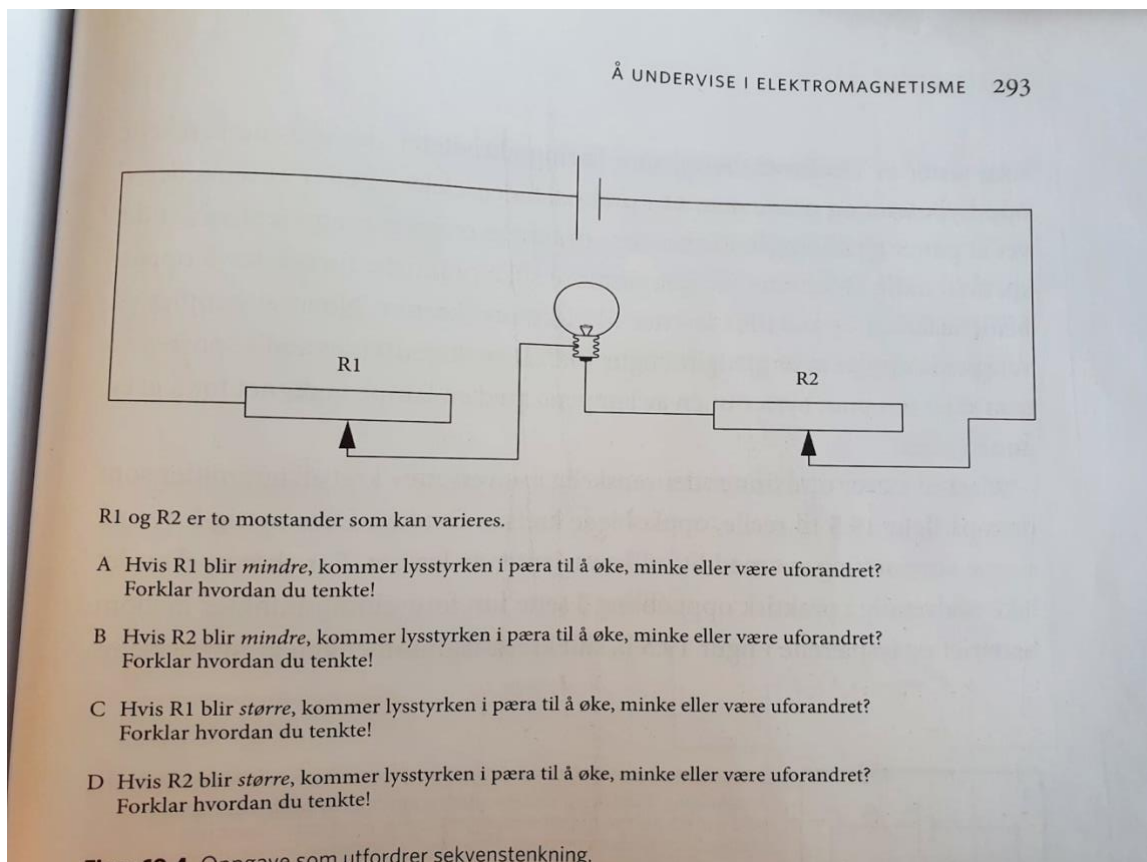 Å UNDERVISE I ELEKTROMAGNETISME 293
R1
R2
R1 og R2 er to motstander som kan varieres.
A Hvis R1 blir mindre, kommer lysstyrken i pæra til å øke, minke eller være uforandret?
Forklar hvordan du tenkte!
B Hvis R2 blir mindre, kommer lysstyrken i pæra til å øke, minke eller være uforandret?
Forklar hvordan du tenkte!
C Hvis R1 blir større, kommer lysstyrken i pæra til å øke, minke eller være uforandret?
Forklar hvordan du tenkte!
D Hvis R2 blir større, kommer lysstyrken i pæra til å øke, minke eller være uforandret?
Forklar hvordan du tenkte!
Oppgave som utfordrer sekvenstenkning.